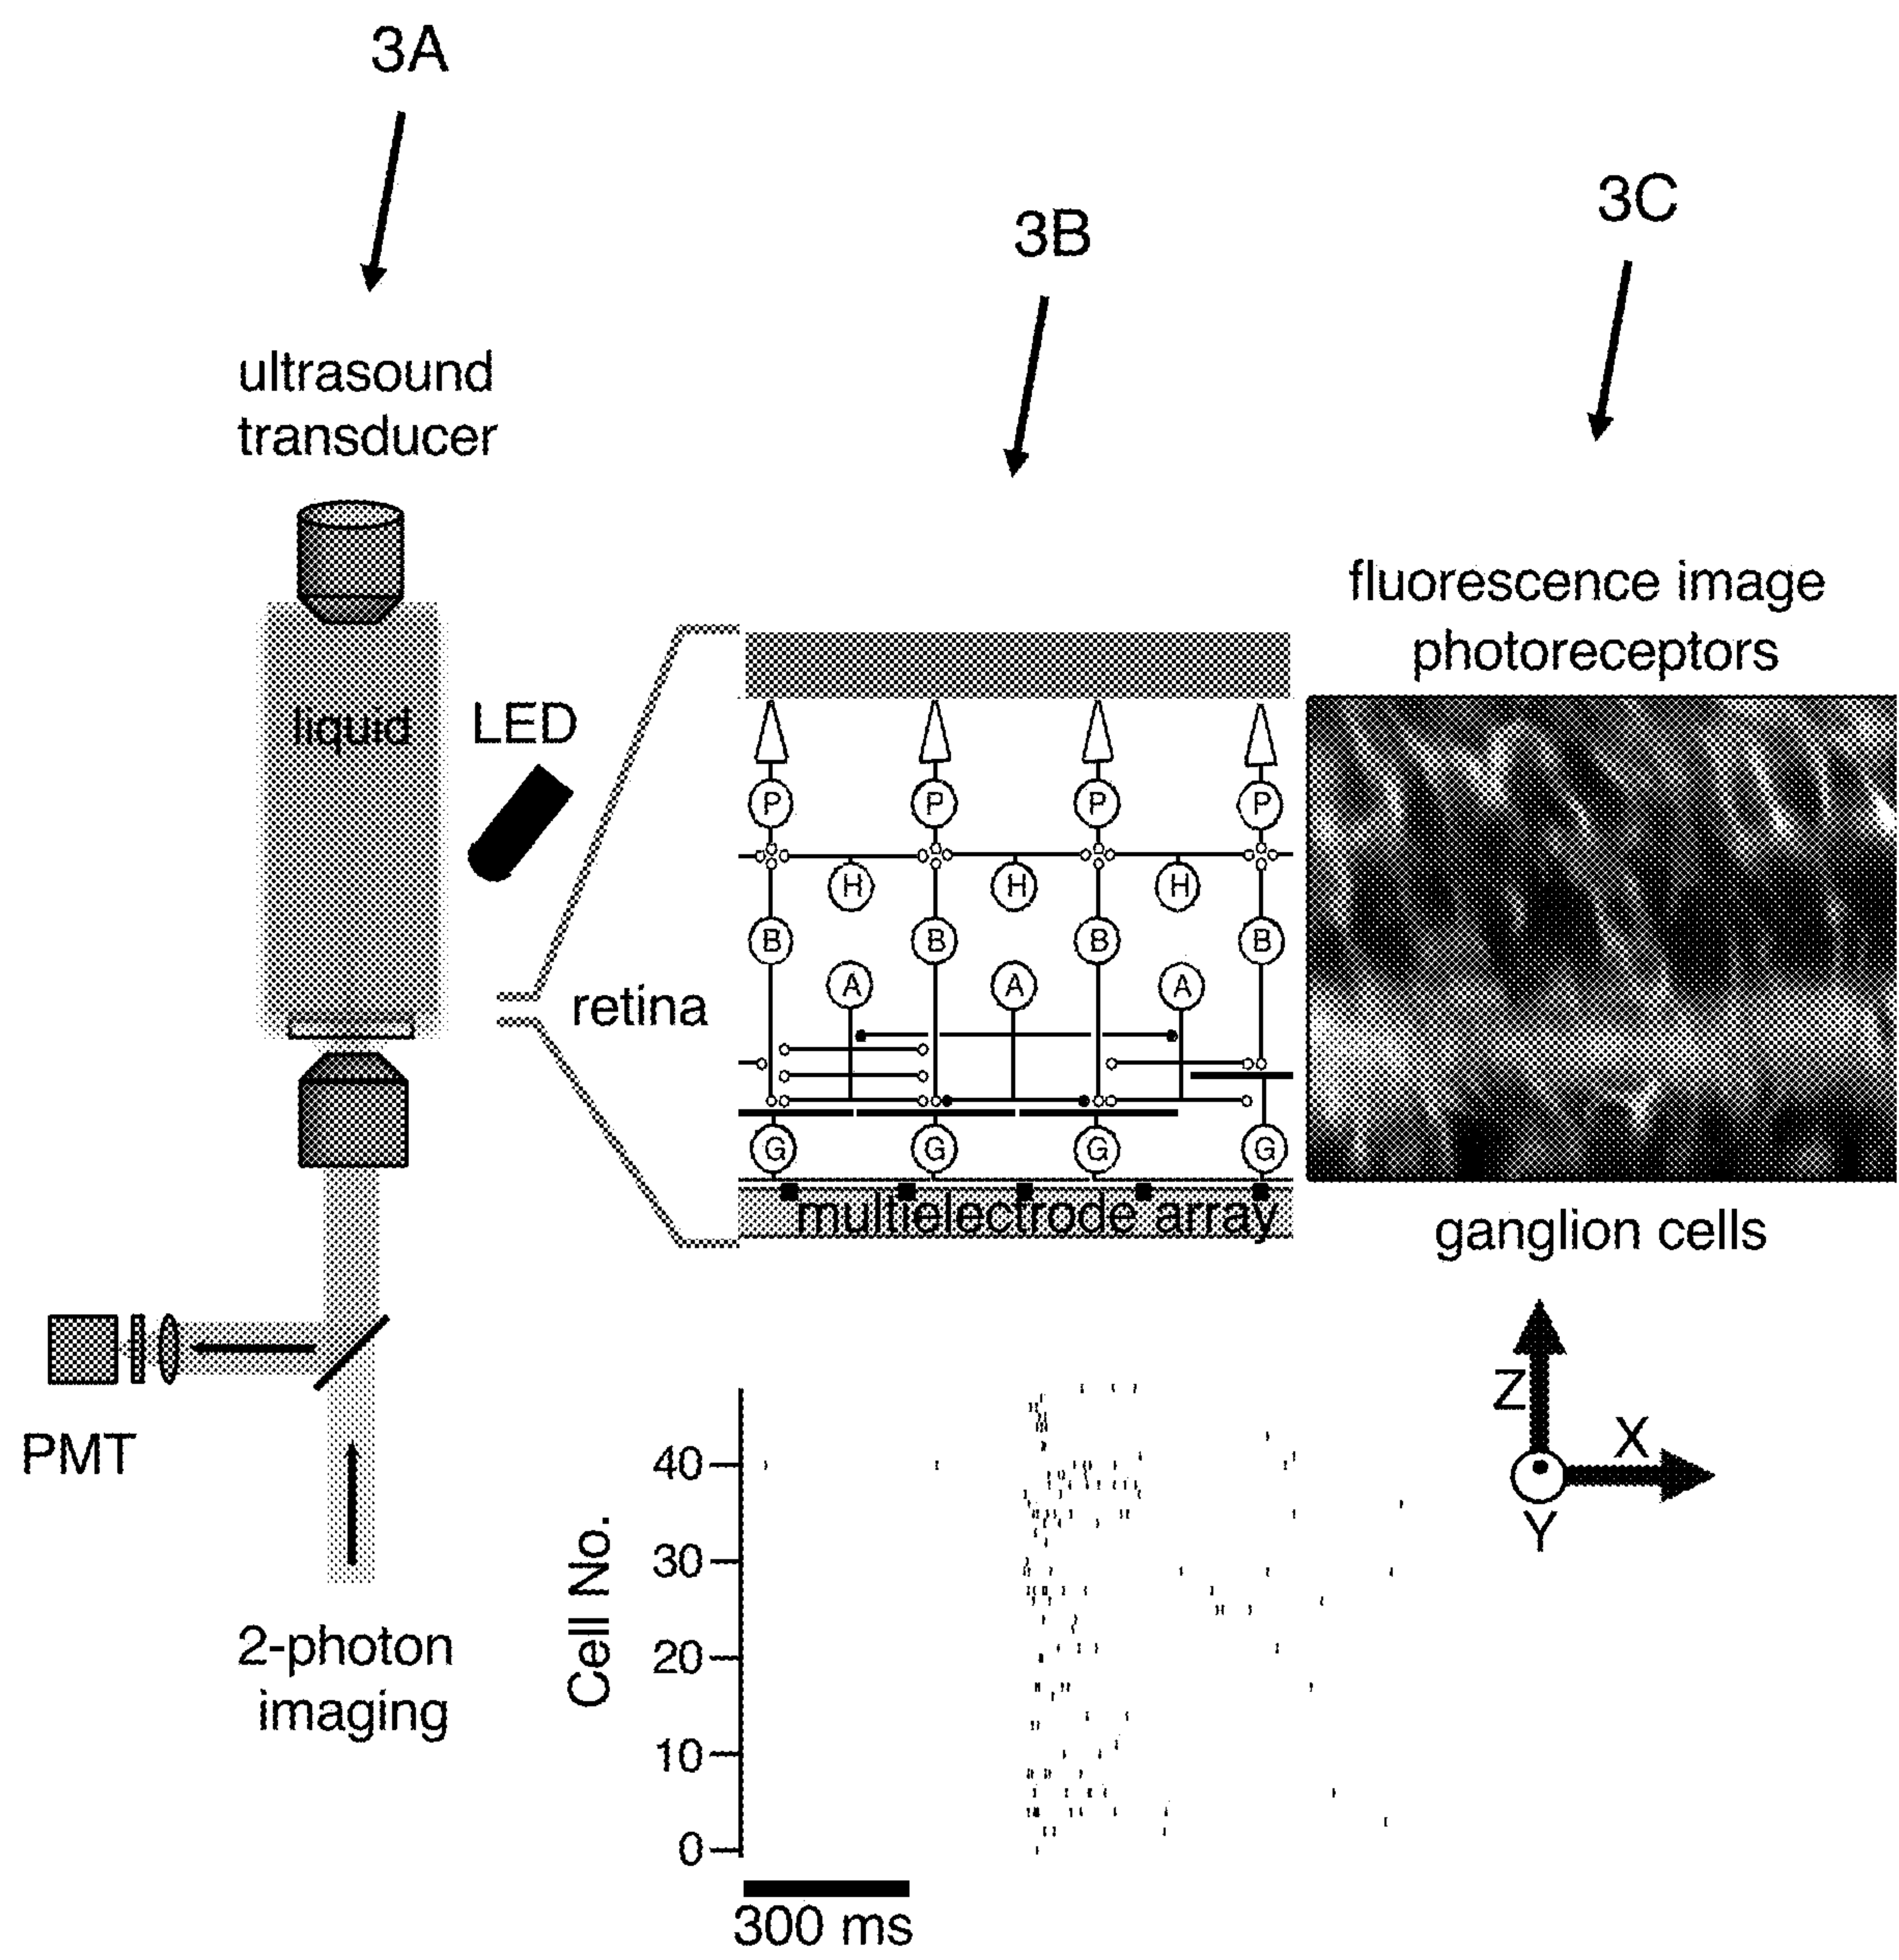 3A
3B
3C
ultrasound
transducer
liquid
LED
retina
fluorescence image
photoreceptors
P P P P
H H H
B B B B
A A A
G G G G
multielectrode array
ganglion cells
PMT
2-photon
imaging
Cell No.
40
30
20
10
0
300 ms
Z
X
Y